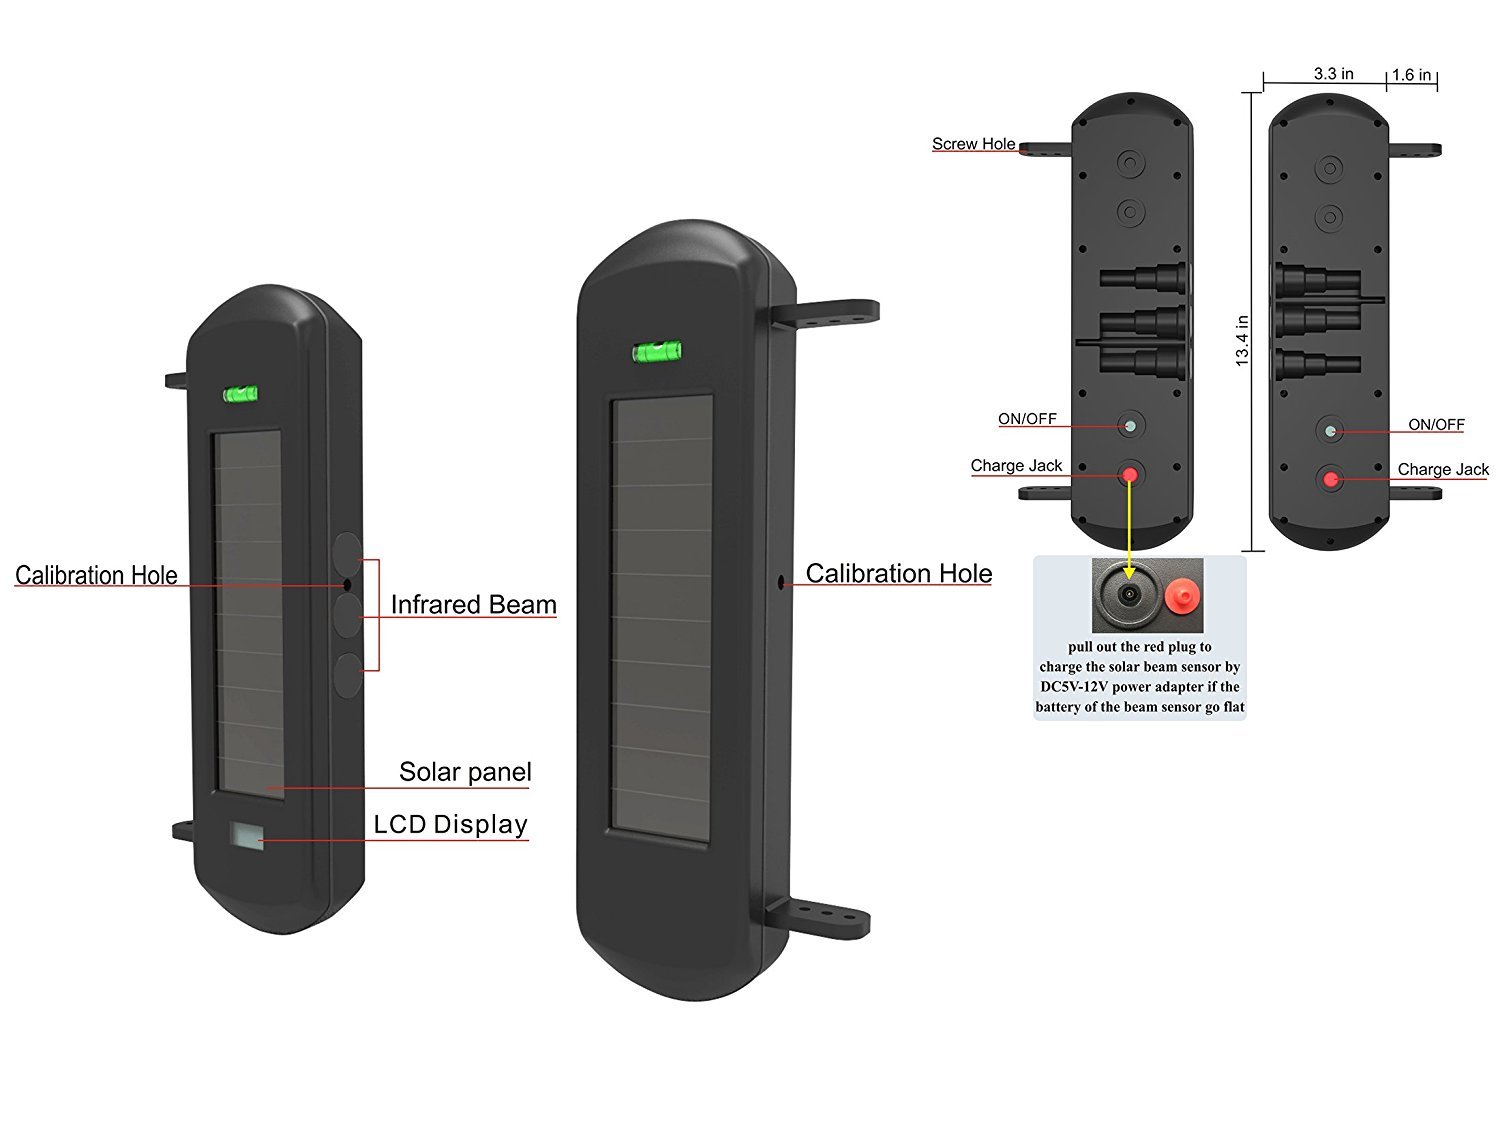 3.3 in
1.6 in
Screw Hole
13.4 in
ON/OFF
ON/OFF
Charge Jack
Charge Jack
Calibration Hole
Infrared Beam
Calibration Hole
Solar panel
LCD Display
pull out the red plug to
charge the solar beam sensor by
DC5V-12V power adapter if the
battery of the beam sensor go flat